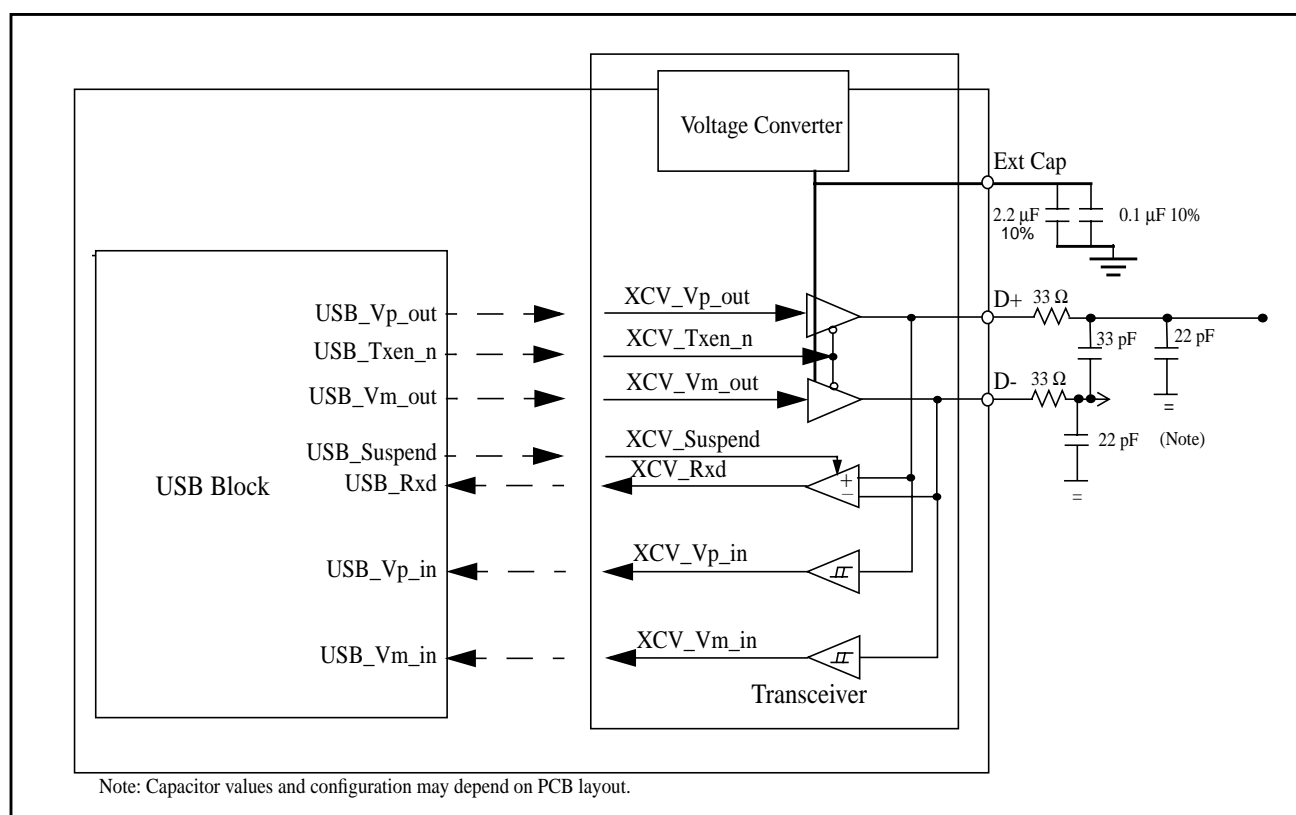 Voltage Converter
Ext Cap
2.2 µF
10%
0.1 µF 10%
USB_Vp_out
USB_Txen_n
USB_Vm_out
USB_Suspend
USB_Rxd
USB Block
USB_Vp_in
USB_Vm_in
XCV_Vp_out
XCV_Txen_n
XCV_Vm_out
XCV_Suspend
XCV_Rxd
+
−
XCV_Vp_in
XCV_Vm_in
Transceiver
D+
33 Ω
33 pF
22 pF
D-
33 Ω
22 pF
(Note)
Note: Capacitor values and configuration may depend on PCB layout.